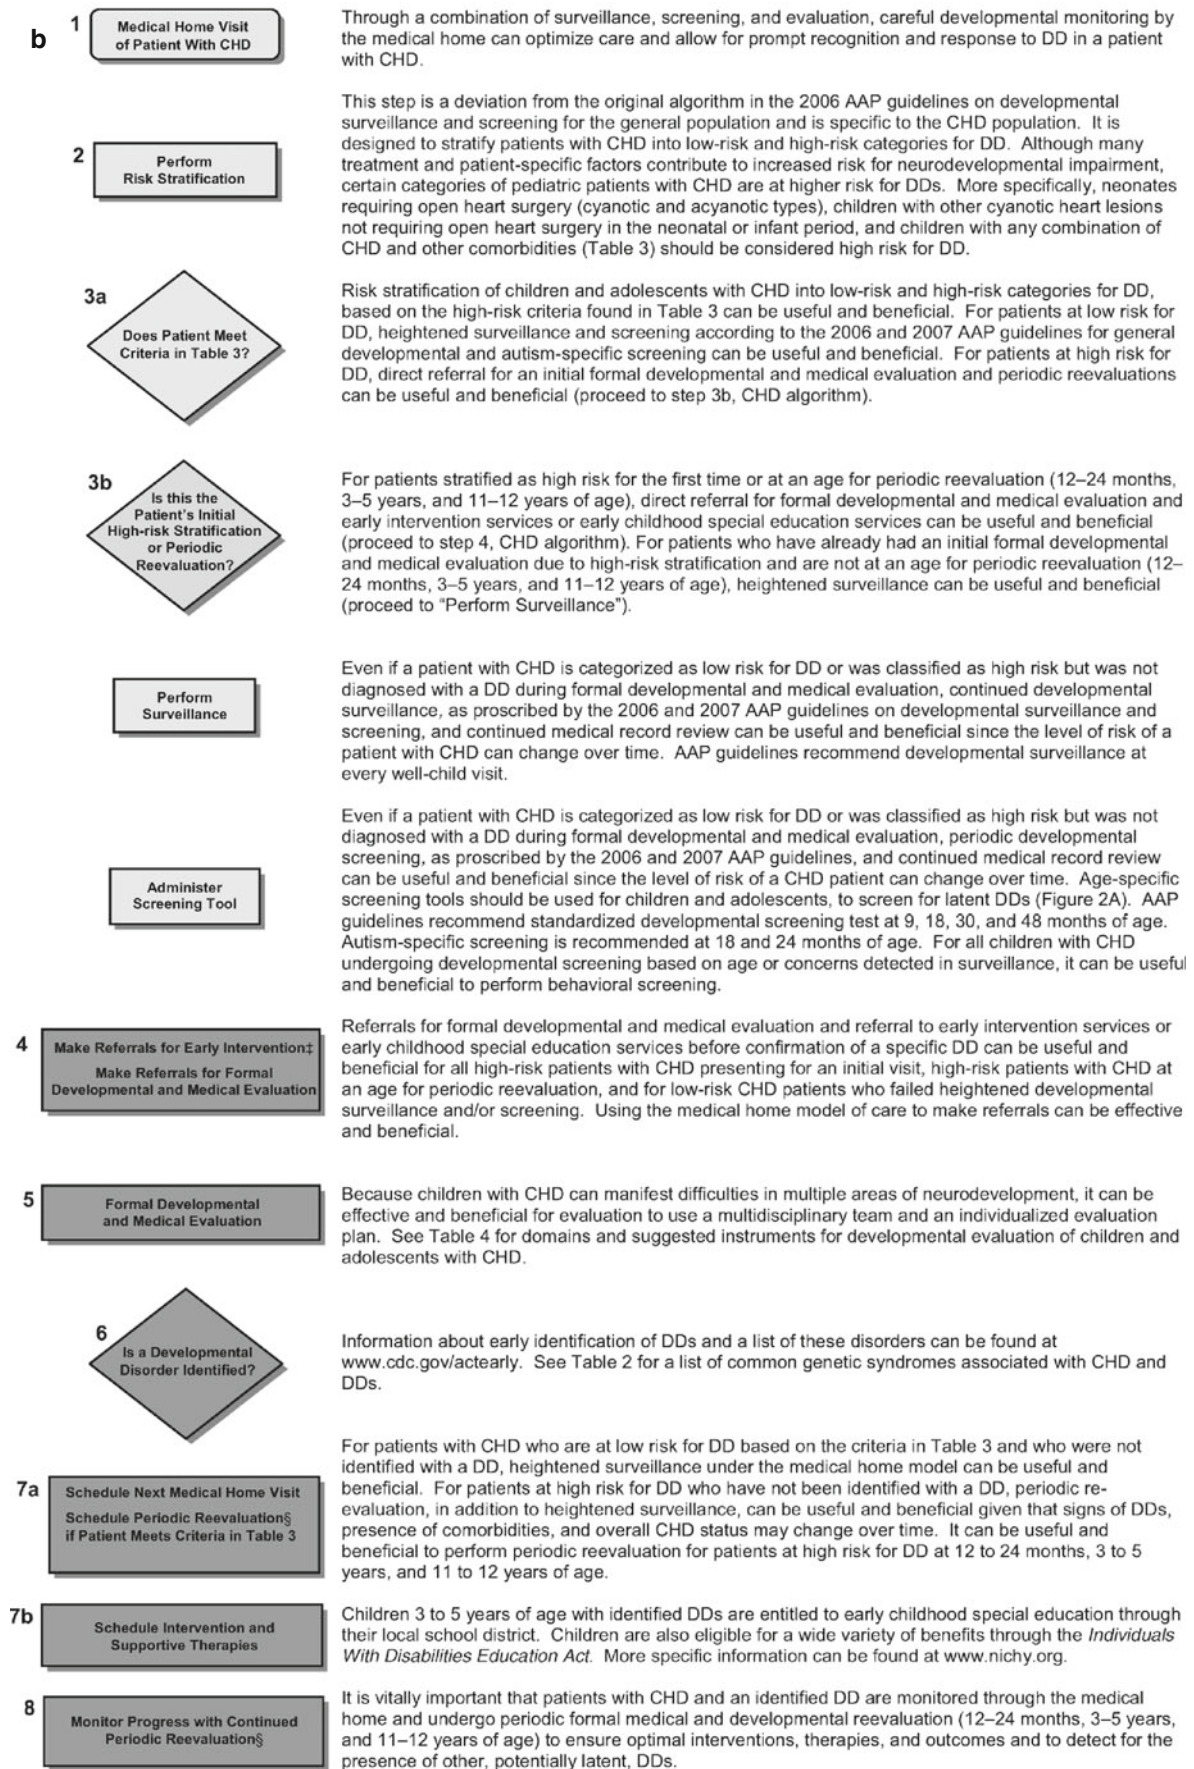 b
1
Medical Home Visit
of Patient With CHD
Through a combination of surveillance, screening, and evaluation, careful developmental monitoring by
the medical home can optimize care and allow for prompt recognition and response to DD in a patient
with CHD.
2
Perform
Risk Stratification
This step is a deviation from the original algorithm in the 2006 AAP guidelines on developmental
surveillance and screening for the general population and is specific to the CHD population. It is
designed to stratify patients with CHD into low-risk and high-risk categories for DD. Although many
treatment and patient-specific factors contribute to increased risk for neurodevelopmental impairment,
certain categories of pediatric patients with CHD are at higher risk for DDs. More specifically, neonates
requiring open heart surgery (cyanotic and acyanotic types), children with other cyanotic heart lesions
not requiring open heart surgery in the neonatal or infant period, and children with any combination of
CHD and other comorbidities (Table 3) should be considered high risk for DD.
3a
Does Patient Meet
Criteria in Table 3?
Risk stratification of children and adolescents with CHD into low-risk and high-risk categories for DD,
based on the high-risk criteria found in Table 3 can be useful and beneficial. For patients at low risk for
DD, heightened surveillance and screening according to the 2006 and 2007 AAP guidelines for general
developmental and autism-specific screening can be useful and beneficial. For patients at high risk for
DD, direct referral for an initial formal developmental and medical evaluation and periodic reevaluations
can be useful and beneficial (proceed to step 3b, CHD algorithm).
3b
Is this the
Patient's Initial
High-risk Stratification
or Periodic
Reevaluation?
For patients stratified as high risk for the first time or at an age for periodic reevaluation (12–24 months,
3–5 years, and 11–12 years of age), direct referral for formal developmental and medical evaluation and
early intervention services or early childhood special education services can be useful and beneficial
(proceed to step 4, CHD algorithm). For patients who have already had an initial formal developmental
and medical evaluation due to high-risk stratification and are not at an age for periodic reevaluation (12–
24 months, 3–5 years, and 11–12 years of age), heightened surveillance can be useful and beneficial
(proceed to “Perform Surveillance”).
Perform
Surveillance
Even if a patient with CHD is categorized as low risk for DD or was classified as high risk but was not
diagnosed with a DD during formal developmental and medical evaluation, continued developmental
surveillance, as proscribed by the 2006 and 2007 AAP guidelines on developmental surveillance and
screening, and continued medical record review can be useful and beneficial since the level of risk of a
patient with CHD can change over time. AAP guidelines recommend developmental surveillance at
every well-child visit.
Administer
Screening Tool
Even if a patient with CHD is categorized as low risk for DD or was classified as high risk but was not
diagnosed with a DD during formal developmental and medical evaluation, periodic developmental
screening, as proscribed by the 2006 and 2007 AAP guidelines, and continued medical record review
can be useful and beneficial since the level of risk of a CHD patient can change over time. Age-specific
screening tools should be used for children and adolescents, to screen for latent DDs (Figure 2A). AAP
guidelines recommend standardized developmental screening test at 9, 18, 30, and 48 months of age.
Autism-specific screening is recommended at 18 and 24 months of age. For all children with CHD
undergoing developmental screening based on age or concerns detected in surveillance, it can be useful
and beneficial to perform behavioral screening.
4
Make Referrals for Early Intervention‡
Make Referrals for Formal
Developmental and Medical Evaluation
Referrals for formal developmental and medical evaluation and referral to early intervention services or
early childhood special education services before confirmation of a specific DD can be useful and
beneficial for all high-risk patients with CHD presenting for an initial visit, high-risk patients with CHD at
an age for periodic reevaluation, and for low-risk CHD patients who failed heightened developmental
surveillance and/or screening. Using the medical home model of care to make referrals can be effective
and beneficial.
5
Formal Developmental
and Medical Evaluation
Because children with CHD can manifest difficulties in multiple areas of neurodevelopment, it can be
effective and beneficial for evaluation to use a multidisciplinary team and an individualized evaluation
plan. See Table 4 for domains and suggested instruments for developmental evaluation of children and
adolescents with CHD.
6
Is a Developmental
Disorder Identified?
Information about early identification of DDs and a list of these disorders can be found at
www.cdc.gov/actearly. See Table 2 for a list of common genetic syndromes associated with CHD and
DDs.
7a
Schedule Next Medical Home Visit
Schedule Periodic Reevaluation§
if Patient Meets Criteria in Table 3
For patients with CHD who are at low risk for DD based on the criteria in Table 3 and who were not
identified with a DD, heightened surveillance under the medical home model can be useful and
beneficial. For patients at high risk for DD who have not been identified with a DD, periodic re-
evaluation, in addition to heightened surveillance, can be useful and beneficial given that signs of DDs,
presence of comorbidities, and overall CHD status may change over time. It can be useful and
beneficial to perform periodic reevaluation for patients at high risk for DD at 12 to 24 months, 3 to 5
years, and 11 to 12 years of age.
7b
Schedule Intervention and
Supportive Therapies
Children 3 to 5 years of age with identified DDs are entitled to early childhood special education through
their local school district. Children are also eligible for a wide variety of benefits through the Individuals
With Disabilities Education Act. More specific information can be found at www.nichy.org.
8
Monitor Progress with Continued
Periodic Reevaluation§
It is vitally important that patients with CHD and an identified DD are monitored through the medical
home and undergo periodic formal medical and developmental reevaluation (12–24 months, 3–5 years,
and 11–12 years of age) to ensure optimal interventions, therapies, and outcomes and to detect for the
presence of other, potentially latent, DDs.